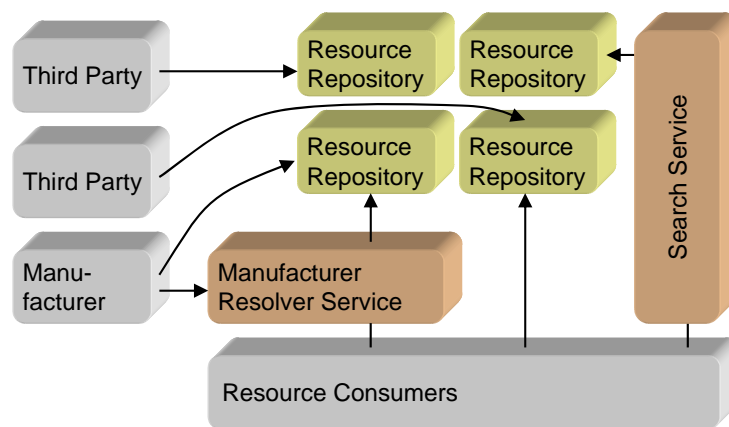 Third Party
Resource
Repository
Resource
Repository
Third Party
Resource
Repository
Resource
Repository
Search Service
Manu-
facturer
Manufacturer
Resolver Service
Resource Consumers